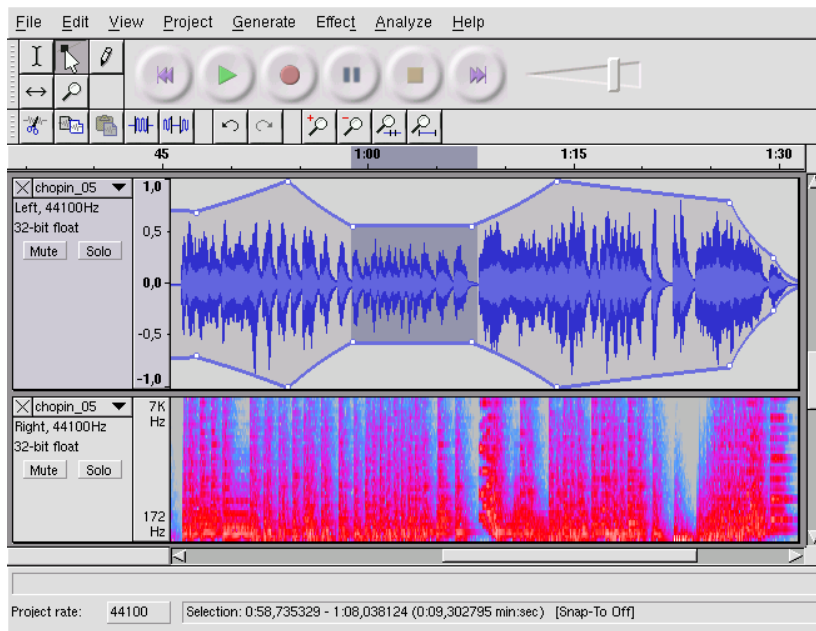 File Edit View Project Generate Effect Analyze Help
45 1:00 1:15 1:30
chopin_05
Left, 44100Hz
32-bit float
Mute Solo
1,0
0,5
0,0
-0,5
-1,0
chopin_05
Right, 44100Hz
32-bit float
Mute Solo
7K
Hz
172
Hz
Project rate: 44100 Selection: 0:58,735329 - 1:08,038124 (0:09,302795 min:sec) [Snap-To Off]